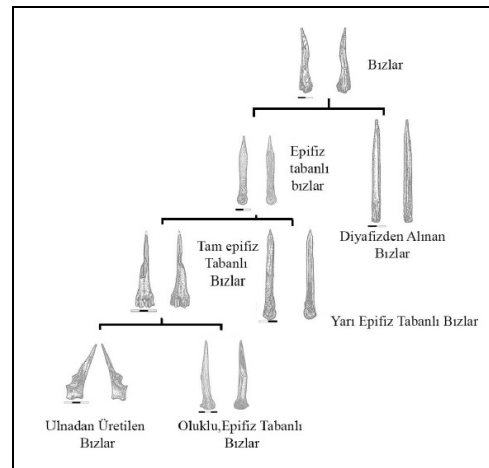 Bızlar
Epifiz
tabanlı
bızlar
Diyafizden Alınan
Bızlar
Tam epifiz
Tabanlı
Bızlar
Yarı Epifiz Tabanlı Bızlar
Ulnadan Üretilen
Bızlar
Oluklu,Epifiz Tabanlı
Bızlar